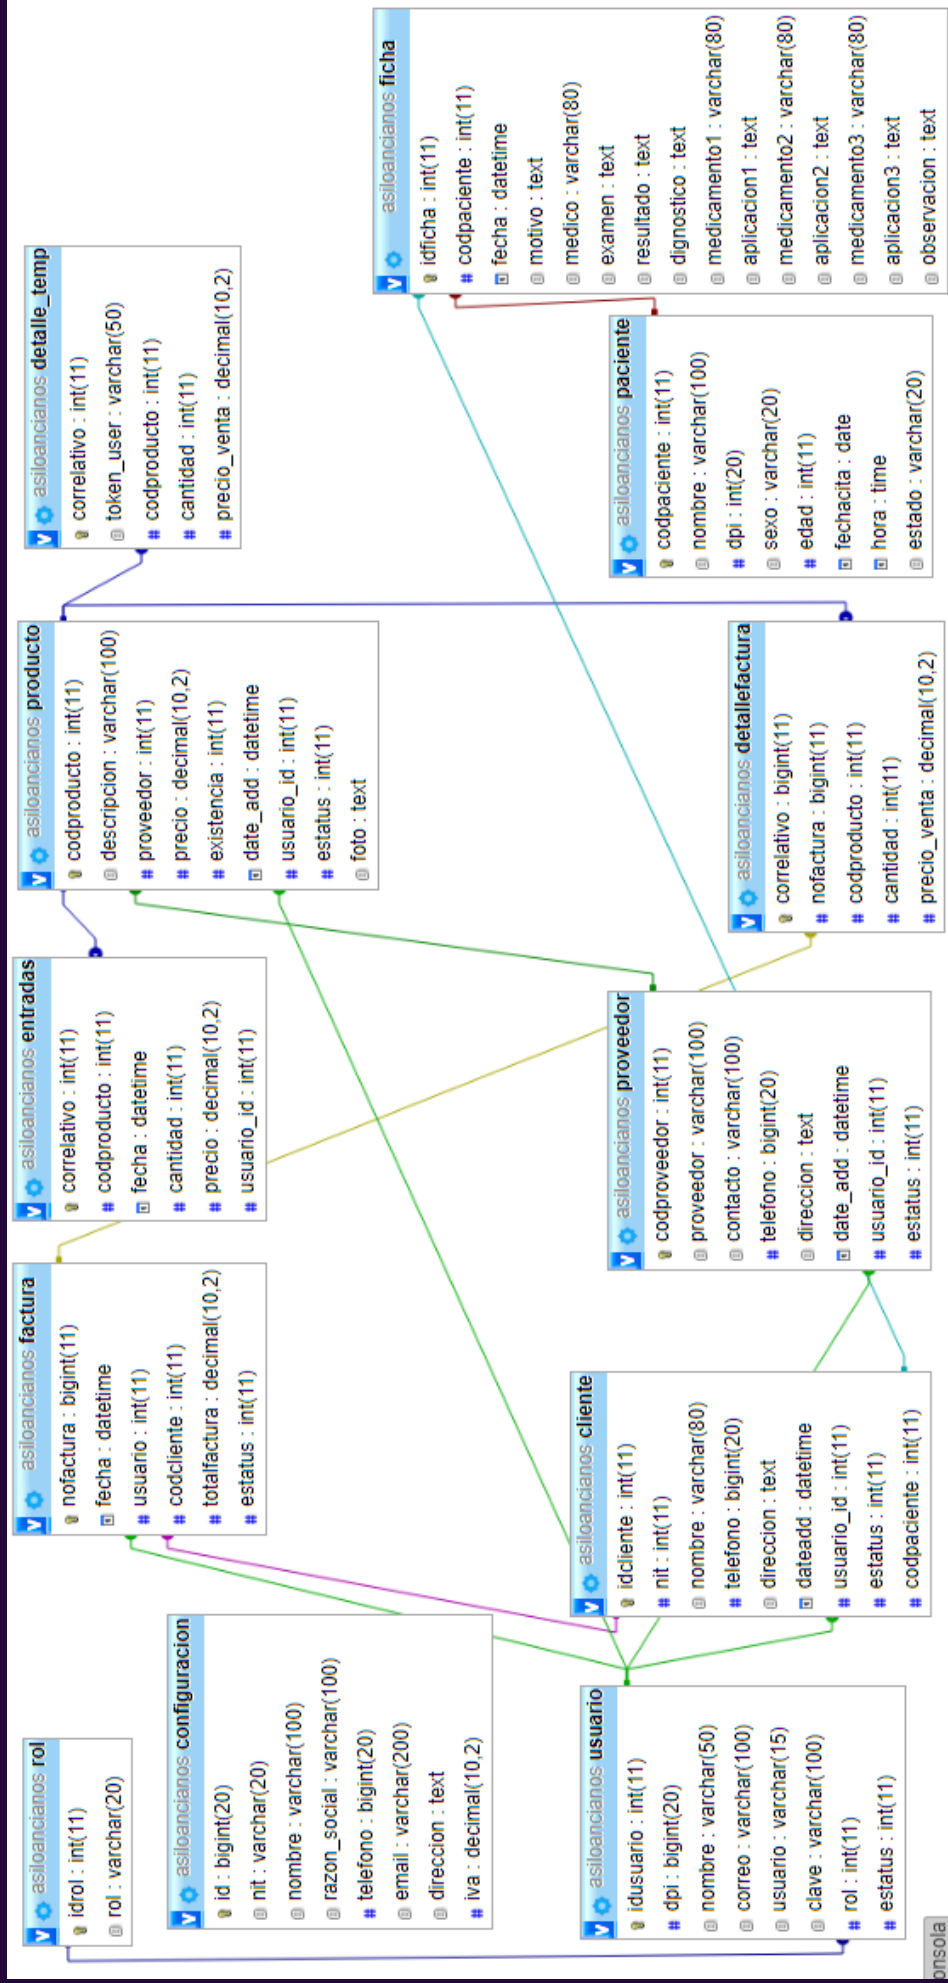 asiloancianos rol
idrol : int(11)
rol : varchar(20)
asiloancianos configuracion
id : bigint(20)
nit : varchar(20)
nombre : varchar(100)
razon_social : varchar(100)
telefono : bigint(20)
email : varchar(200)
direccion : text
iva : decimal(10,2)
asiloancianos usuario
idusuario : int(11)
dpi : bigint(20)
nombre : varchar(50)
correo : varchar(100)
usuario : varchar(15)
clave : varchar(100)
rol : int(11)
estatus : int(11)
asiloancianos factura
nofactura : bigint(11)
fecha : datetime
usuario : int(11)
codcliente : int(11)
totalfactura : decimal(10,2)
estatus : int(11)
asiloancianos cliente
idcliente : int(11)
nit : int(11)
nombre : varchar(80)
telefono : bigint(20)
direccion : text
dateadd : datetime
usuario_id : int(11)
estatus : int(11)
codpaciente : int(11)
asiloancianos entradas
correlativo : int(11)
codproducto : int(11)
fecha : datetime
cantidad : int(11)
precio : decimal(10,2)
usuario_id : int(11)
asiloancianos proveedor
codproveedor : int(11)
proveedor : varchar(100)
contacto : varchar(100)
telefono : bigint(20)
direccion : text
date_add : datetime
usuario_id : int(11)
estatus : int(11)
asiloancianos producto
codproducto : int(11)
descripcion : varchar(100)
proveedor : int(11)
precio : decimal(10,2)
existencia : int(11)
date_add : datetime
usuario_id : int(11)
estatus : int(11)
foto : text
asiloancianos detallefactura
correlativo : bigint(11)
nofactura : bigint(11)
codproducto : int(11)
cantidad : int(11)
precio_venta : decimal(10,2)
asiloancianos detalle_temp
correlativo : int(11)
token_user : varchar(50)
codproducto : int(11)
cantidad : int(11)
precio_venta : decimal(10,2)
asiloancianos paciente
codpaciente : int(11)
nombre : varchar(100)
dpi : int(20)
sexo : varchar(20)
edad : int(11)
fechacita : date
hora : time
estado : varchar(20)
asiloancianos ficha
idficha : int(11)
codpaciente : int(11)
fecha : datetime
motivo : text
medico : varchar(80)
examen : text
resultado : text
dignostico : text
medicamento1 : varchar(80)
aplicacion1 : text
medicamento2 : varchar(80)
aplicacion2 : text
medicamento3 : varchar(80)
aplicacion3 : text
observacion : text
onsola